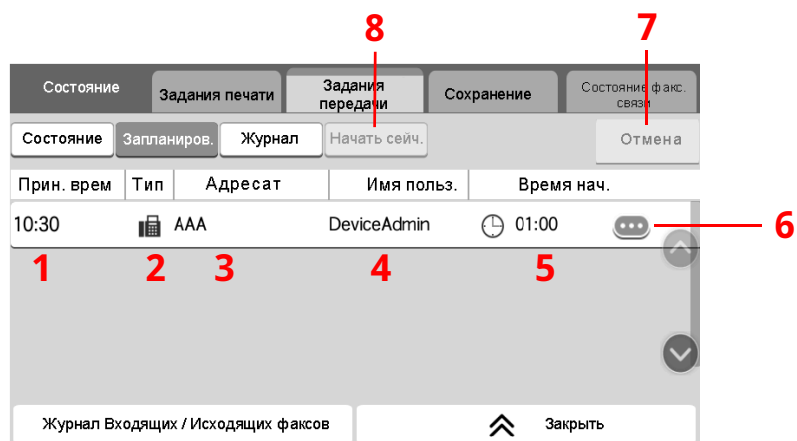 8 7
Состояние Задания печати Задания передачи Сохранение Состояние факс. связи
Состояние Запланиров. Журнал Начать сейч. Отмена
Прин. врем Тип Адресат Имя польз. Время нач.
10:30 AAA DeviceAdmin 01:00 6
1 2 3 4 5
Журнал Входящих / Исходящих факсов Закрыть